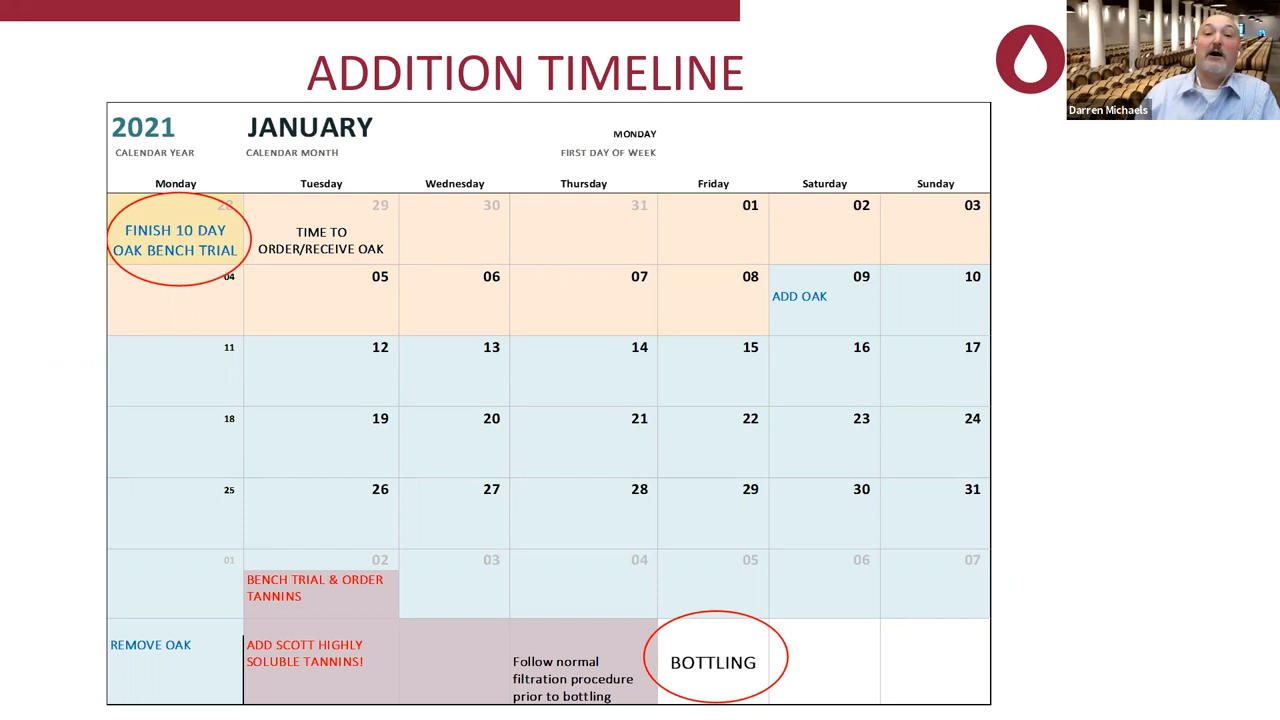 ADDITION TIMELINE
Darren Michaels
2021 JANUARY MONDAY
CALENDAR YEAR CALENDAR MONTH FIRST DAY OF WEEK
Monday Tuesday Wednesday Thursday Friday Saturday Sunday
28 29 30 31 01 02 03
FINISH 10 DAY
OAK BENCH TRIAL
TIME TO
ORDER/RECEIVE OAK
04 05 06 07 08 09 10
ADD OAK
11 12 13 14 15 16 17
18 19 20 21 22 23 24
25 26 27 28 29 30 31
01 02 03 04 05 06 07
BENCH TRIAL & ORDER
TANNINS
REMOVE OAK
ADD SCOTT HIGHLY
SOLUBLE TANNINS!
Follow normal
filtration procedure
prior to bottling
BOTTLING